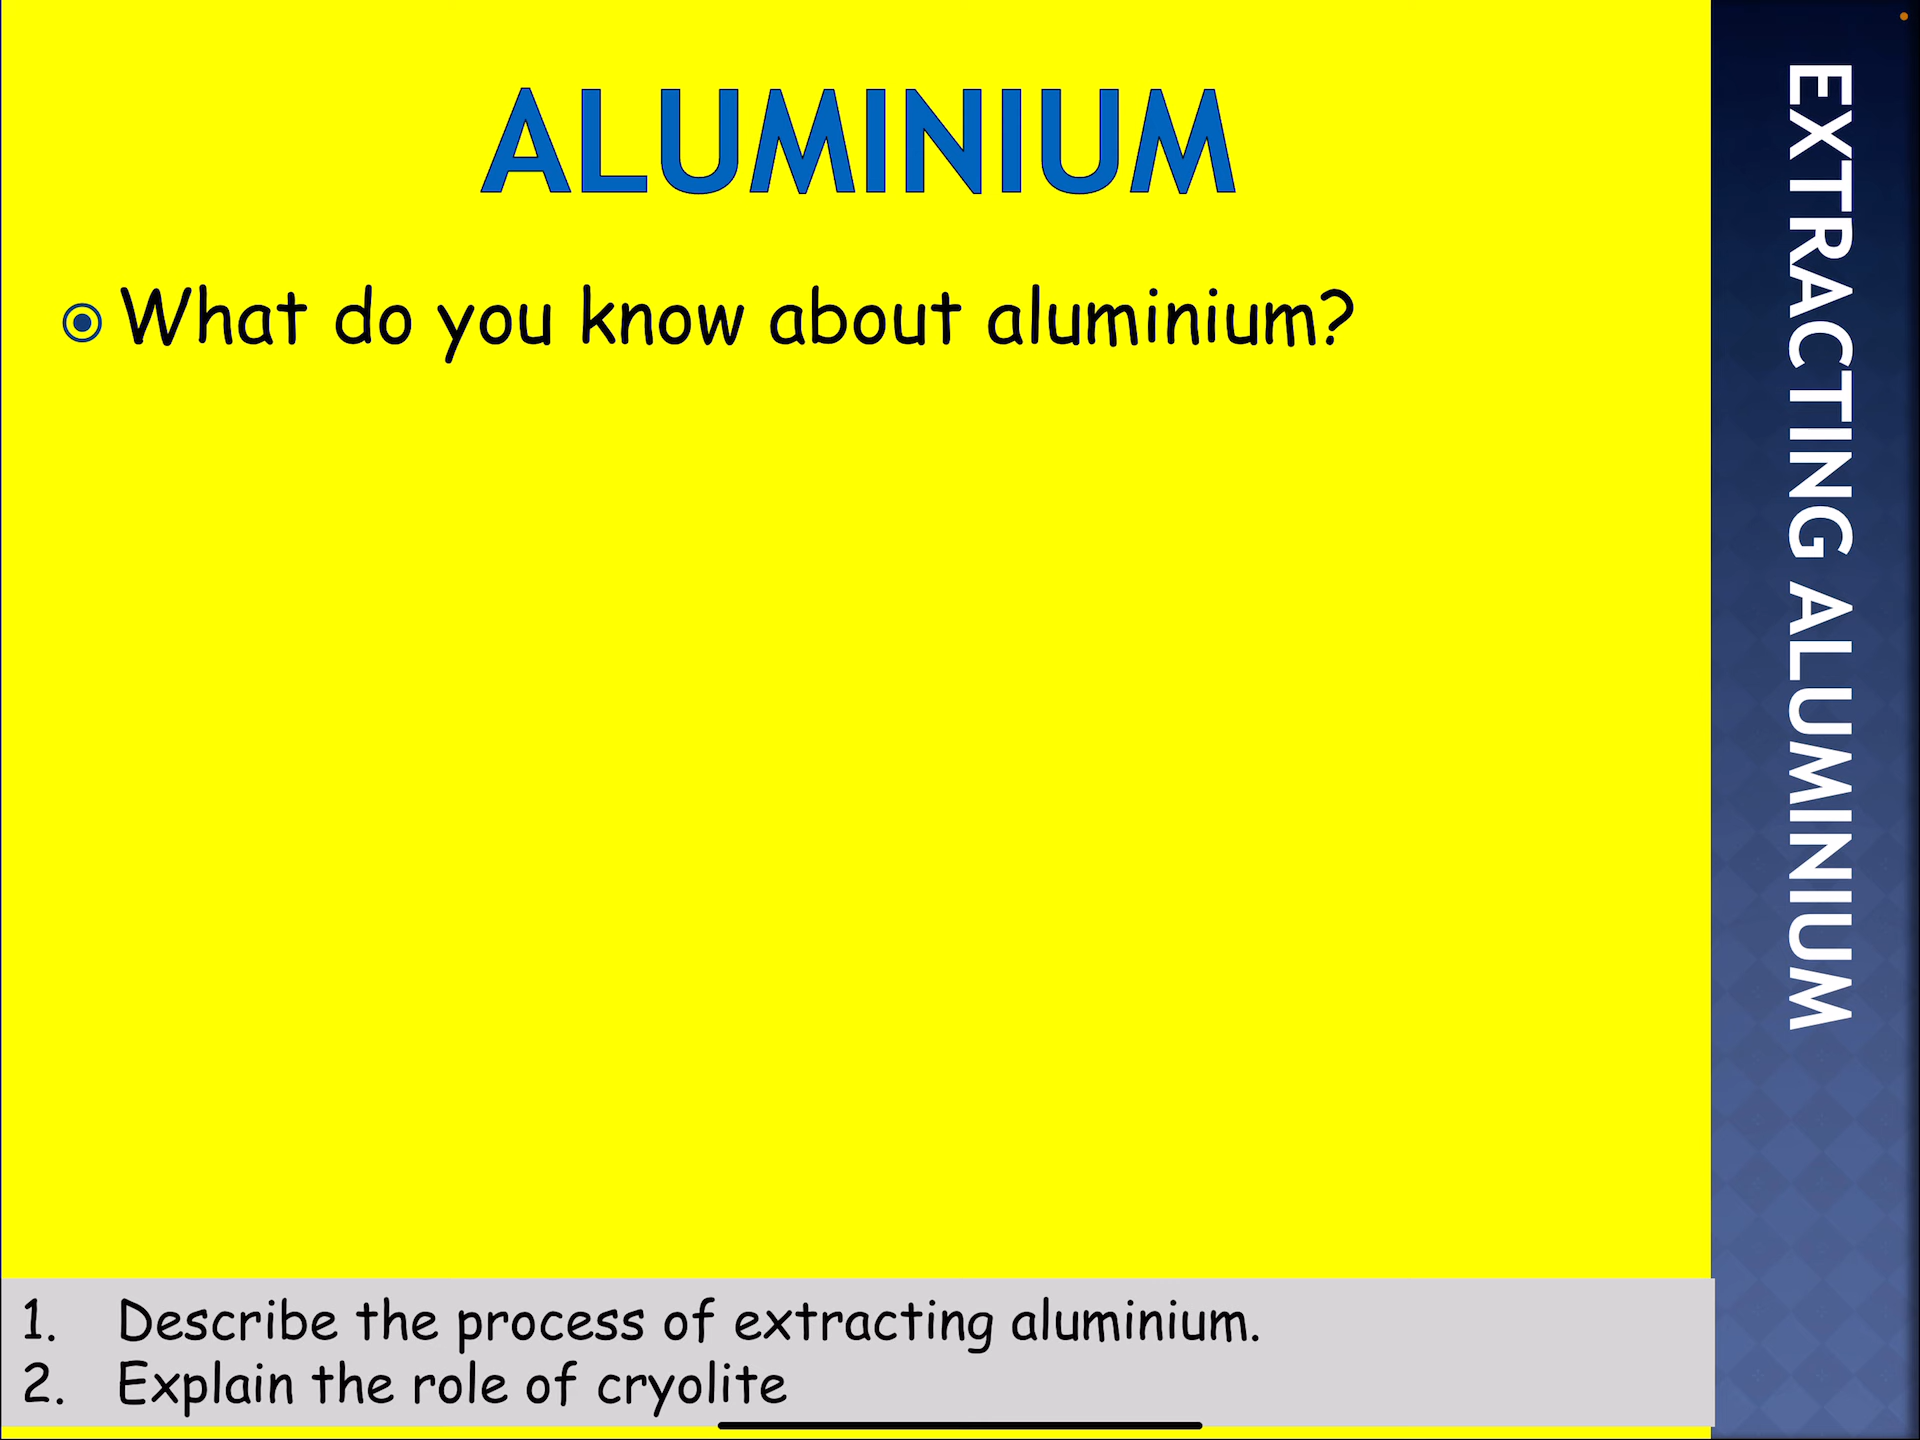 ALUMINIUM
What do you know about aluminium?
1. Describe the process of extracting aluminium.
2. Explain the role of cryolite
EXTRACTING ALUMINIUM